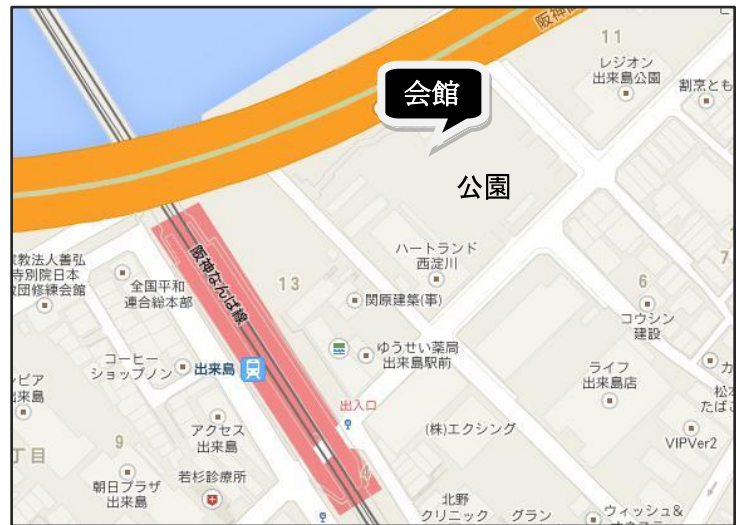 阪神
11
レジオン
出来島公園
割烹とも
会館
公園
阪神なんば線
ハートランド
西淀川
宗教法人善弘
寺別院日本
教団修練会館
全国平和
連合総本部
13
関原建築(事)
6
7
コウシン
建設
コーヒー
ショップノン
出来島
ゆうせい薬局
出来島駅前
ライフ
出来島店
カ
松本
たばこ
ンピア
出来島
出入口
アクセス
出来島
(株)エクシング
VIPVer2
9
丁目
朝日プラザ
出来島
若杉診療所
4
北野
クリニック
グラン
ウィッシュ&